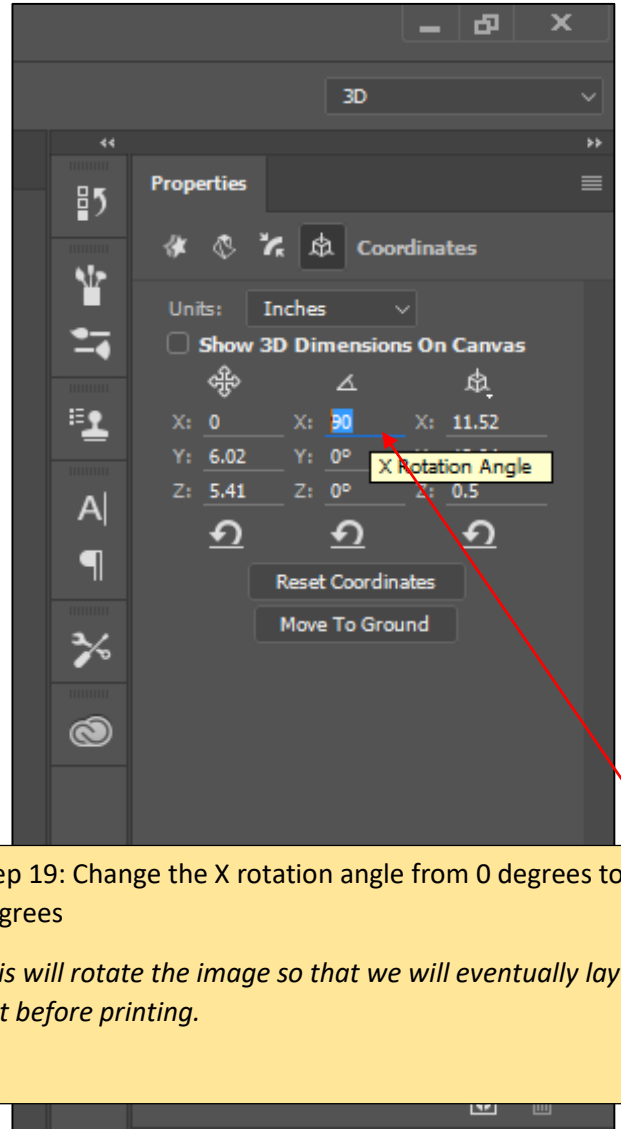 3D
Properties
Coordinates
Units: Inches
Show 3D Dimensions On Canvas
X: 0 X: 90 X: 11.52
Y: 6.02 Y: 0°
X Rotation Angle
Z: 5.41 Z: 0° Z: 0.5
Reset Coordinates
Move To Ground
A|
¶
ep 19: Change the X rotation angle from 0 degrees to
grees
is will rotate the image so that we will eventually lay
t before printing.